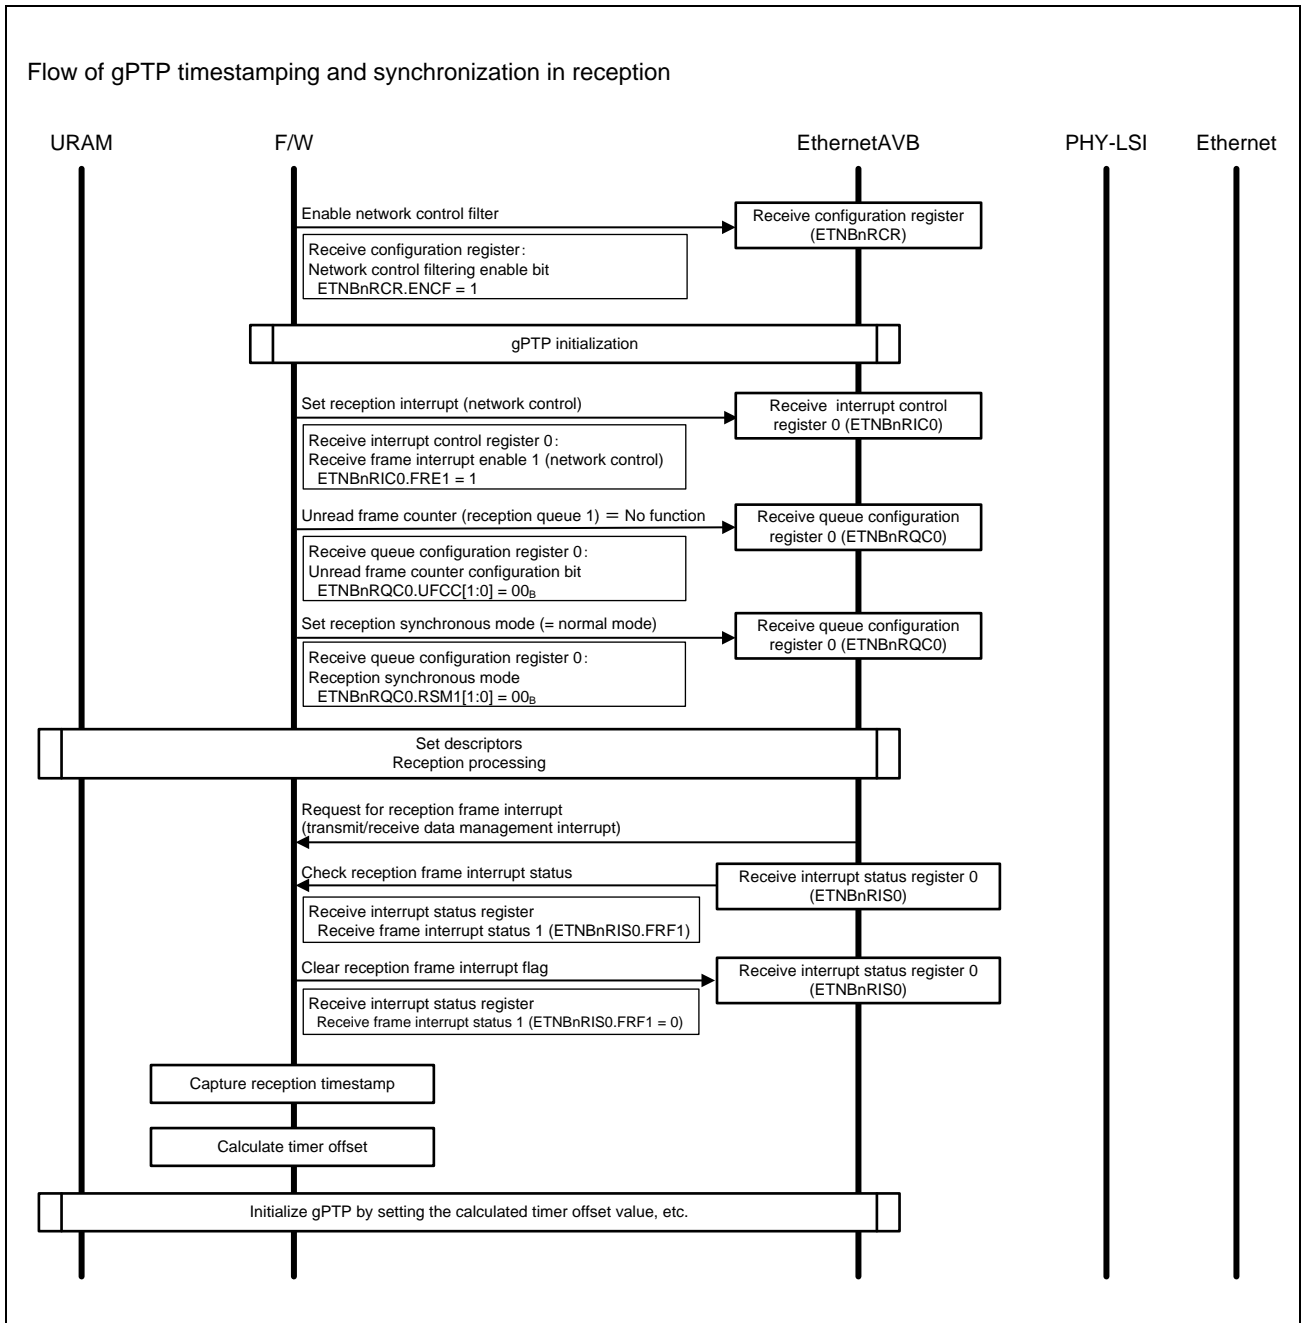 Flow of gPTP timestamping and synchronization in reception
URAM
F/W
EthernetAVB
PHY-LSI
Ethernet
Enable network control filter
Receive configuration register
(ETNBnRCR)
Receive configuration register:
Network control filtering enable bit
ETNBnRCR.ENCF = 1
gPTP initialization
Set reception interrupt (network control)
Receive interrupt control
register 0 (ETNBnRIC0)
Receive interrupt control register 0:
Receive frame interrupt enable 1 (network control)
ETNBnRIC0.FRE1 = 1
Unread frame counter (reception queue 1) = No function
Receive queue configuration
register 0 (ETNBnRQC0)
Receive queue configuration register 0:
Unread frame counter configuration bit
ETNBnRQC0.UFCC[1:0] = 00B
Set reception synchronous mode (= normal mode)
Receive queue configuration
register 0 (ETNBnRQC0)
Receive queue configuration register 0:
Reception synchronous mode
ETNBnRQC0.RSM1[1:0] = 00B
Set descriptors
Reception processing
Request for reception frame interrupt
(transmit/receive data management interrupt)
Check reception frame interrupt status
Receive interrupt status register 0
(ETNBnRIS0)
Receive interrupt status register
Receive frame interrupt status 1 (ETNBnRIS0.FRF1)
Clear reception frame interrupt flag
Receive interrupt status register 0
(ETNBnRIS0)
Receive interrupt status register
Receive frame interrupt status 1 (ETNBnRIS0.FRF1 = 0)
Capture reception timestamp
Calculate timer offset
Initialize gPTP by setting the calculated timer offset value, etc.